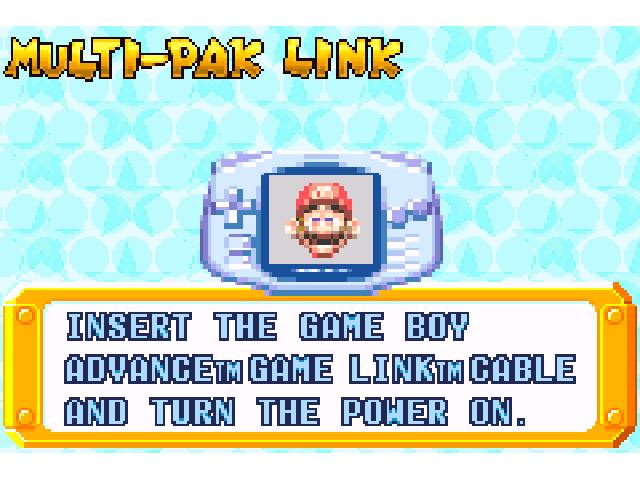 MULTI-PAK LINK
INSERT THE GAME BOY
ADVANCE™ GAME LINK™ CABLE
AND TURN THE POWER ON.